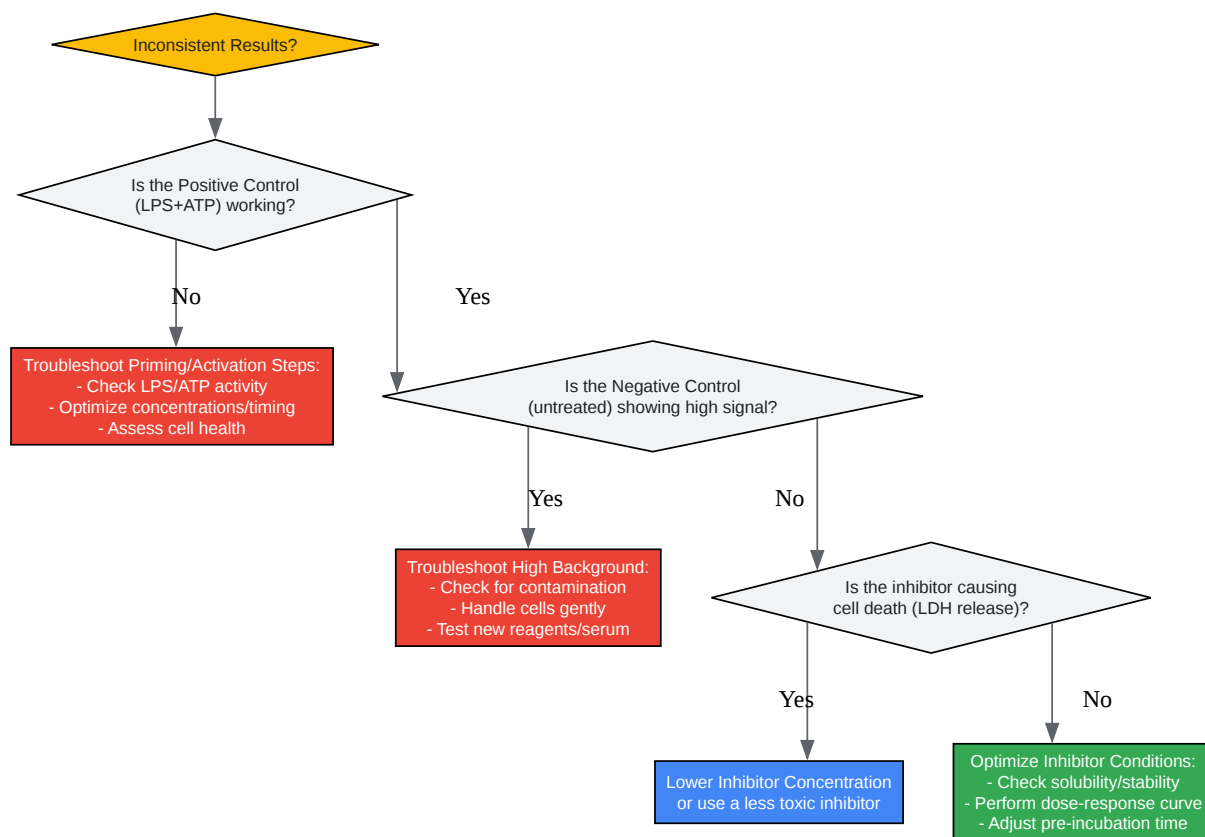 Inconsistent Results?
Is the Positive Control
(LPS+ATP) working?
No
Yes
Troubleshoot Priming/Activation Steps:
- Check LPS/ATP activity
- Optimize concentrations/timing
- Assess cell health
Is the Negative Control
(untreated) showing high signal?
Yes
No
Troubleshoot High Background:
- Check for contamination
- Handle cells gently
- Test new reagents/serum
Is the inhibitor causing
cell death (LDH release)?
Yes
No
Lower Inhibitor Concentration
or use a less toxic inhibitor
Optimize Inhibitor Conditions:
- Check solubility/stability
- Perform dose-response curve
- Adjust pre-incubation time